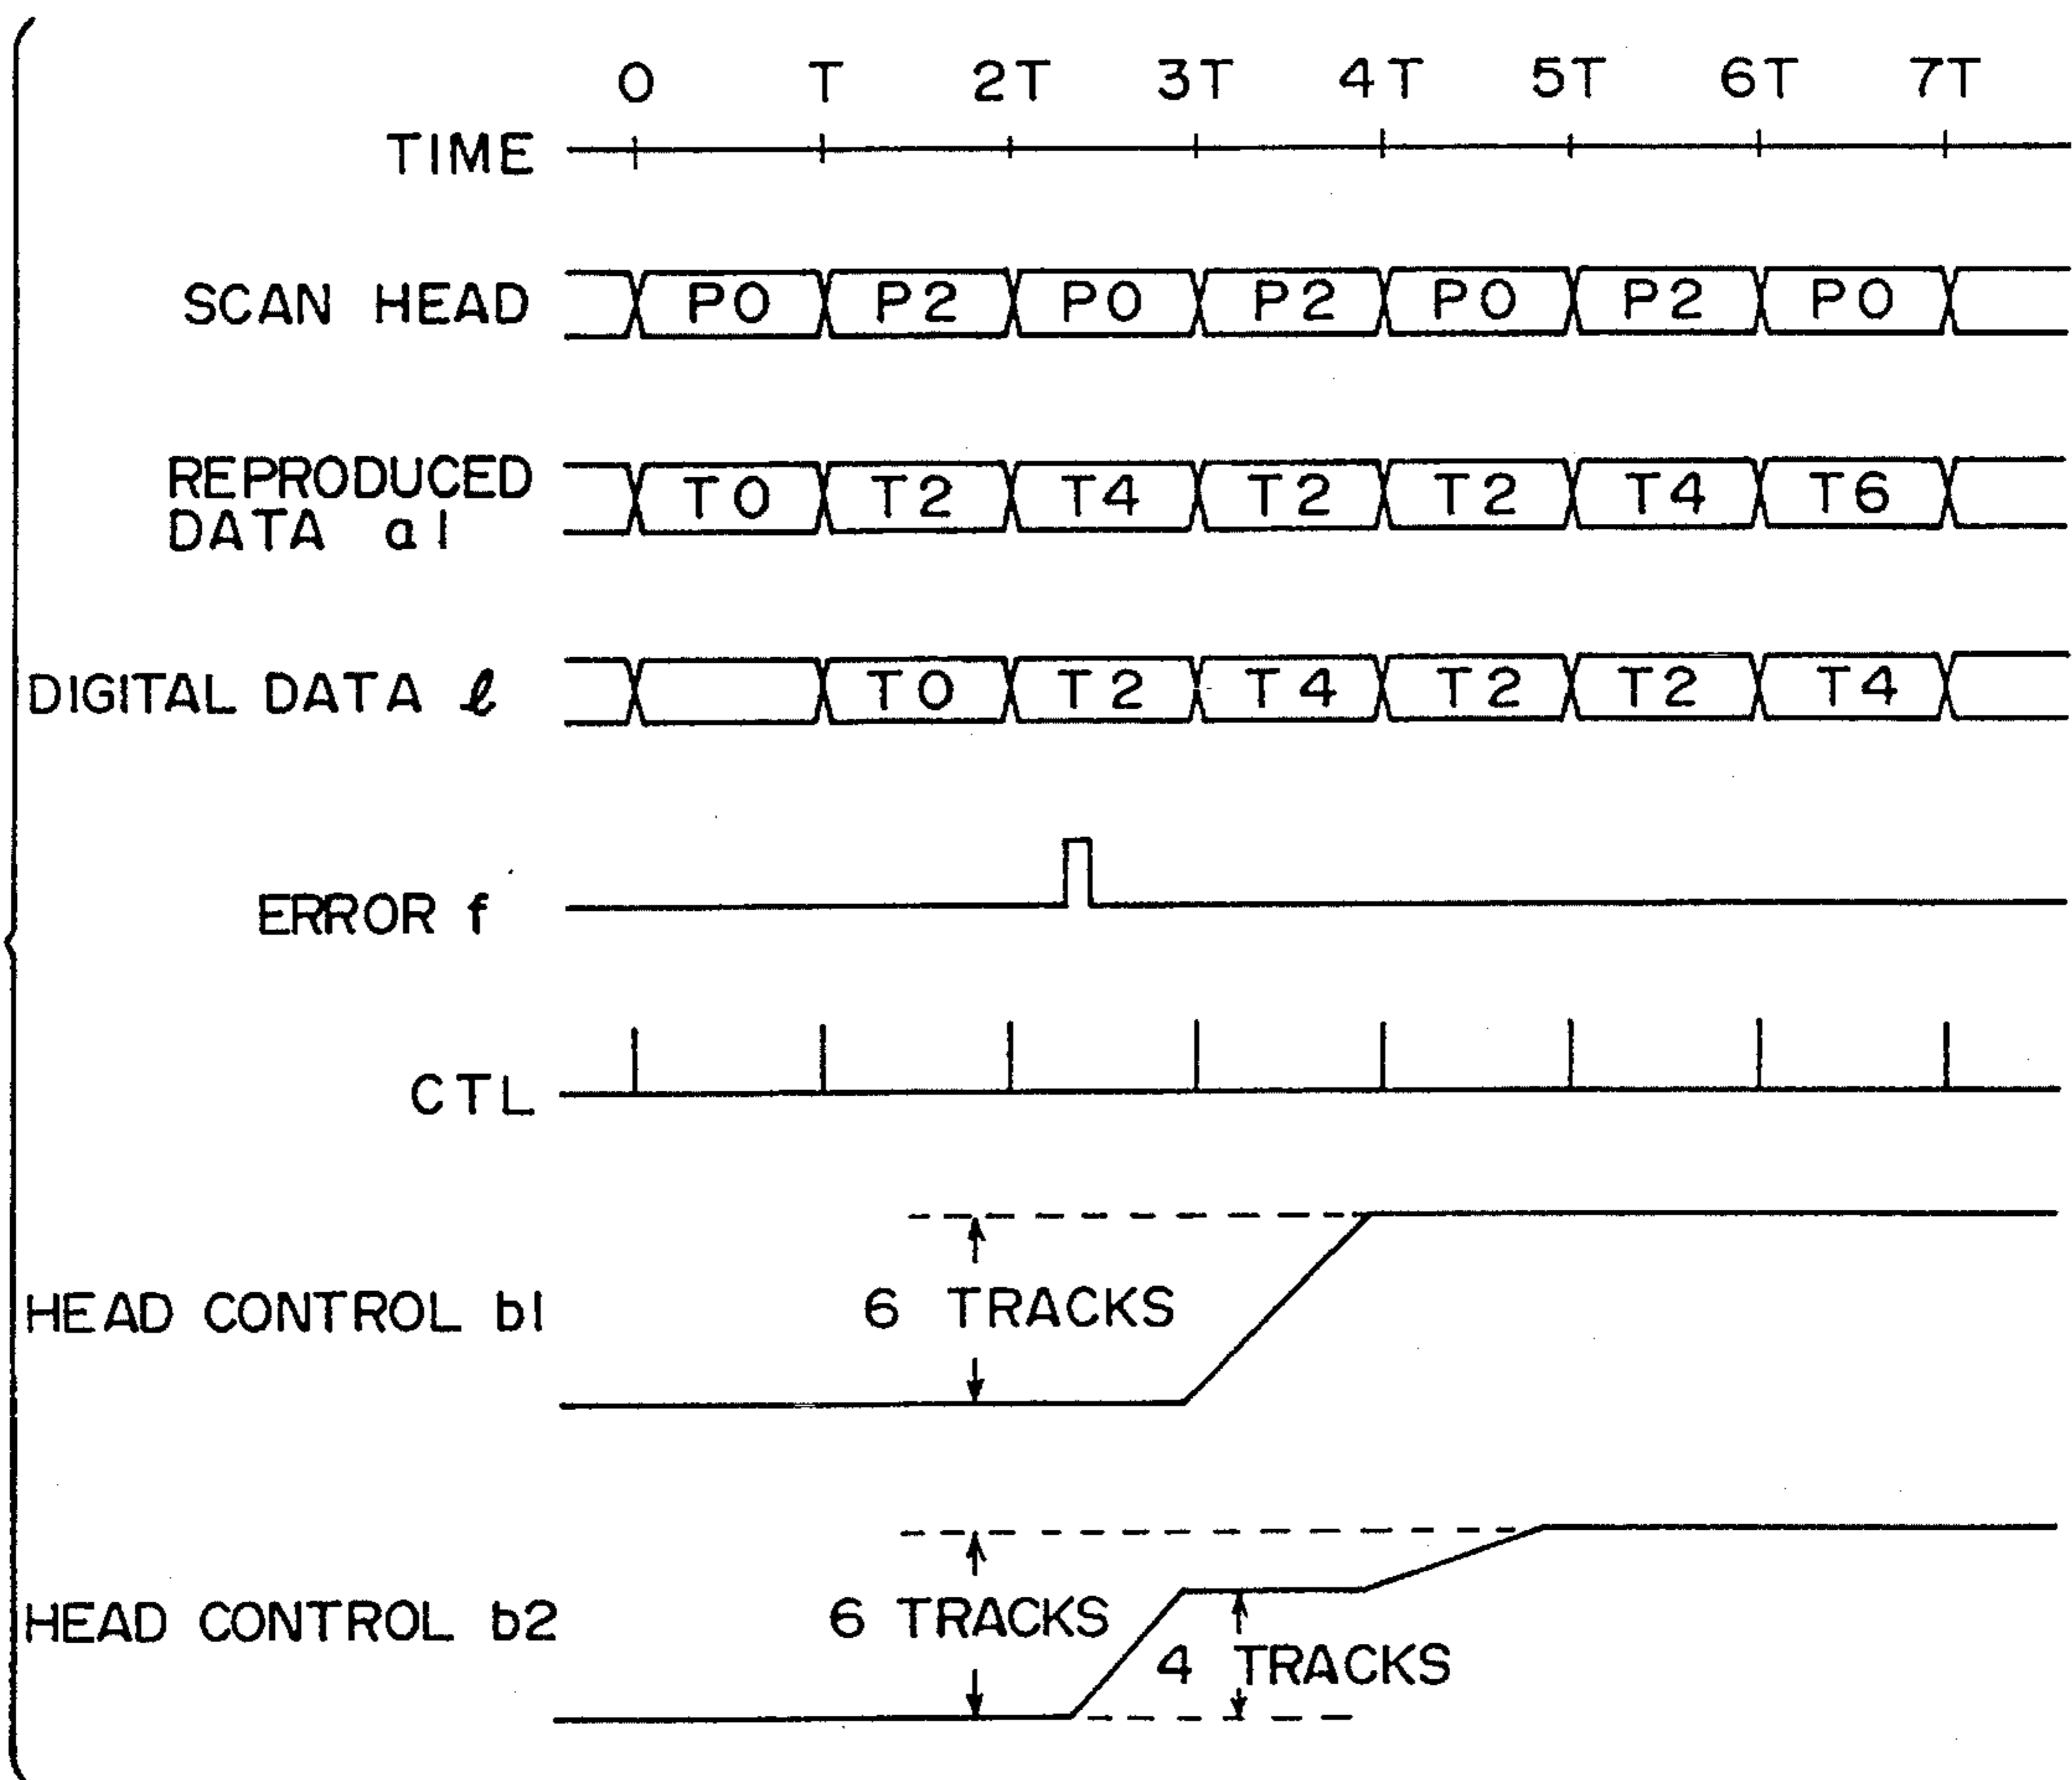 0 T 2T 3T 4T 5T 6T 7T
TIME
SCAN HEAD P0 P2 P0 P2 P0 P2 P0
REPRODUCED
DATA a1 T0 T2 T4 T2 T2 T4 T6
DIGITAL DATA ℓ T0 T2 T4 T2 T2 T4
ERROR f
CTL
HEAD CONTROL b1 6 TRACKS
HEAD CONTROL b2 6 TRACKS
4 TRACKS